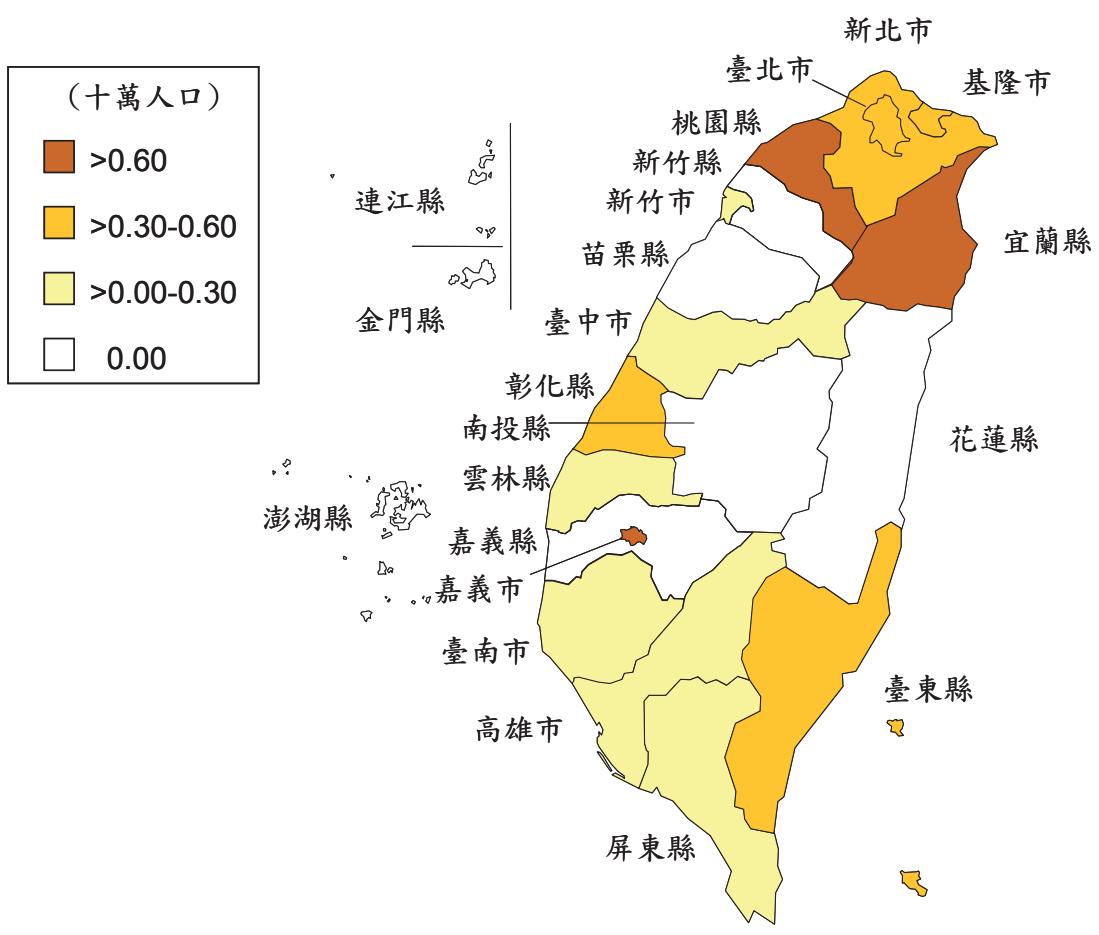 （十萬人口）
>0.60
>0.30-0.60
>0.00-0.30
0.00
新北市
臺北市
基隆市
桃園縣
新竹縣
新竹市
連江縣
宜蘭縣
苗栗縣
金門縣
臺中市
彰化縣
南投縣
花蓮縣
雲林縣
澎湖縣
嘉義縣
嘉義市
臺南市
臺東縣
高雄市
屏東縣